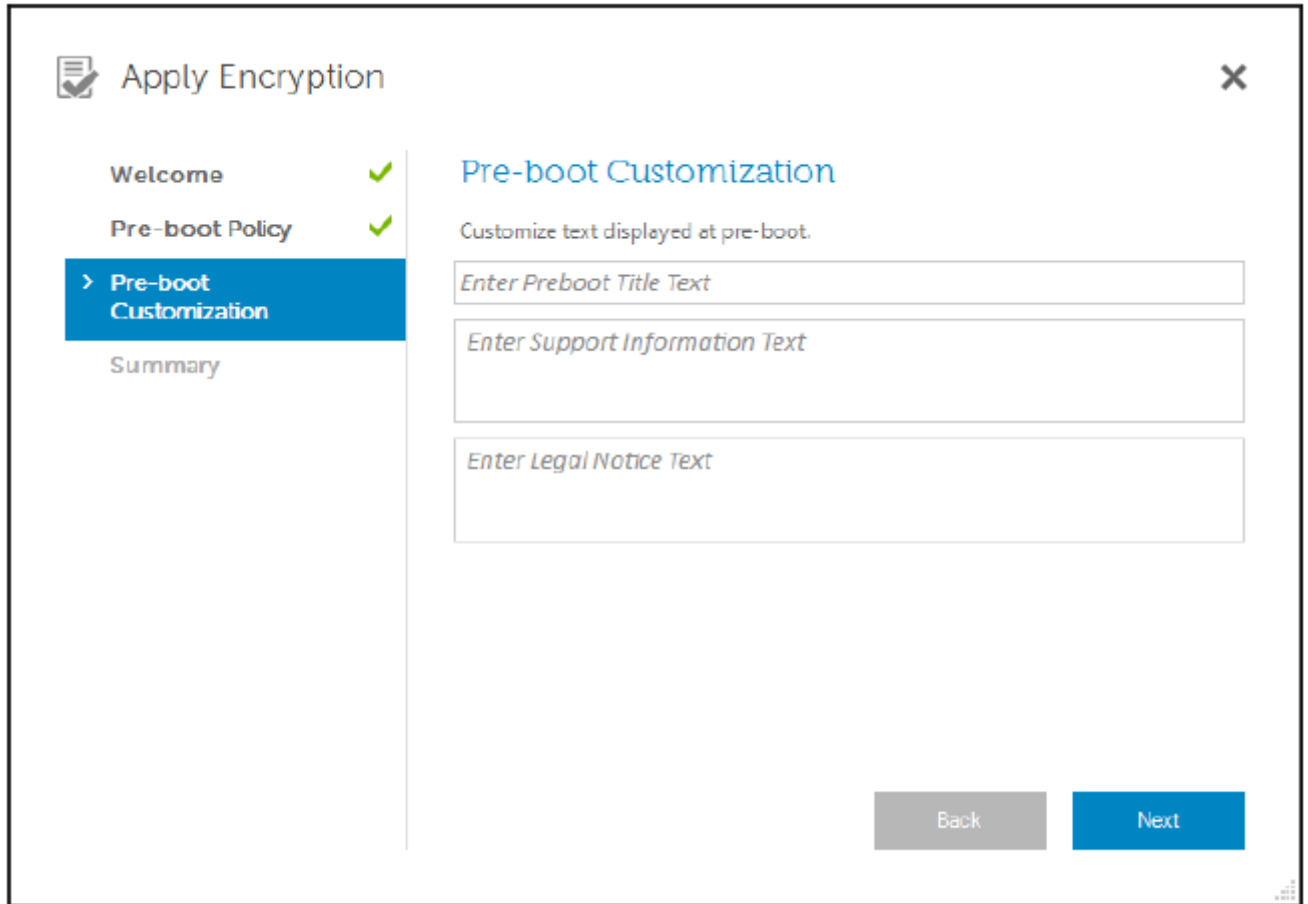 Apply Encryption
Welcome
Pre-boot Policy
Pre-boot
Customization
Summary
Pre-boot Customization
Customize text displayed at pre-boot.
Enter Preboot Title Text
Enter Support Information Text
Enter Legal Notice Text
Back
Next